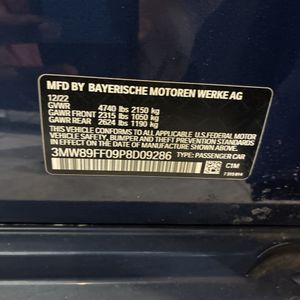 MFD BY BAYERISCHE MOTOREN WERKE AG
12/22
GVWR 4740 lbs 2150 kg
GAWR FRONT 2315 lbs 1050 kg
GAWR REAR 2624 lbs 1190 kg
THIS VEHICLE CONFORMS TO ALL APPLICABLE U.S. FEDERAL MOTOR
VEHICLE SAFETY, BUMPER AND THEFT PREVENTION STANDARDS IN
EFFECT ON THE DATE OF MANUFACTURE SHOWN ABOVE.
3MW89FF09P8D09286 TYPE: PASSENGER CAR
C1M